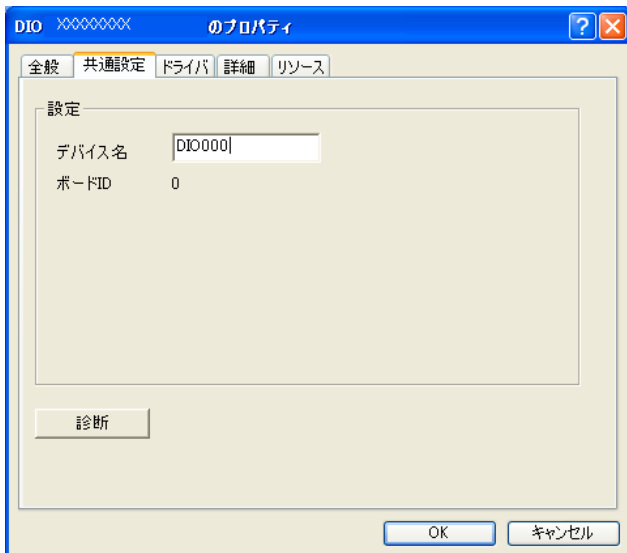 DIO XXXXXXXXX のプロパティ
全般 共通設定 ドライバ 詳細 リソース
設定
デバイス名 DIO000
ボードID 0
診断
OK キャンセル